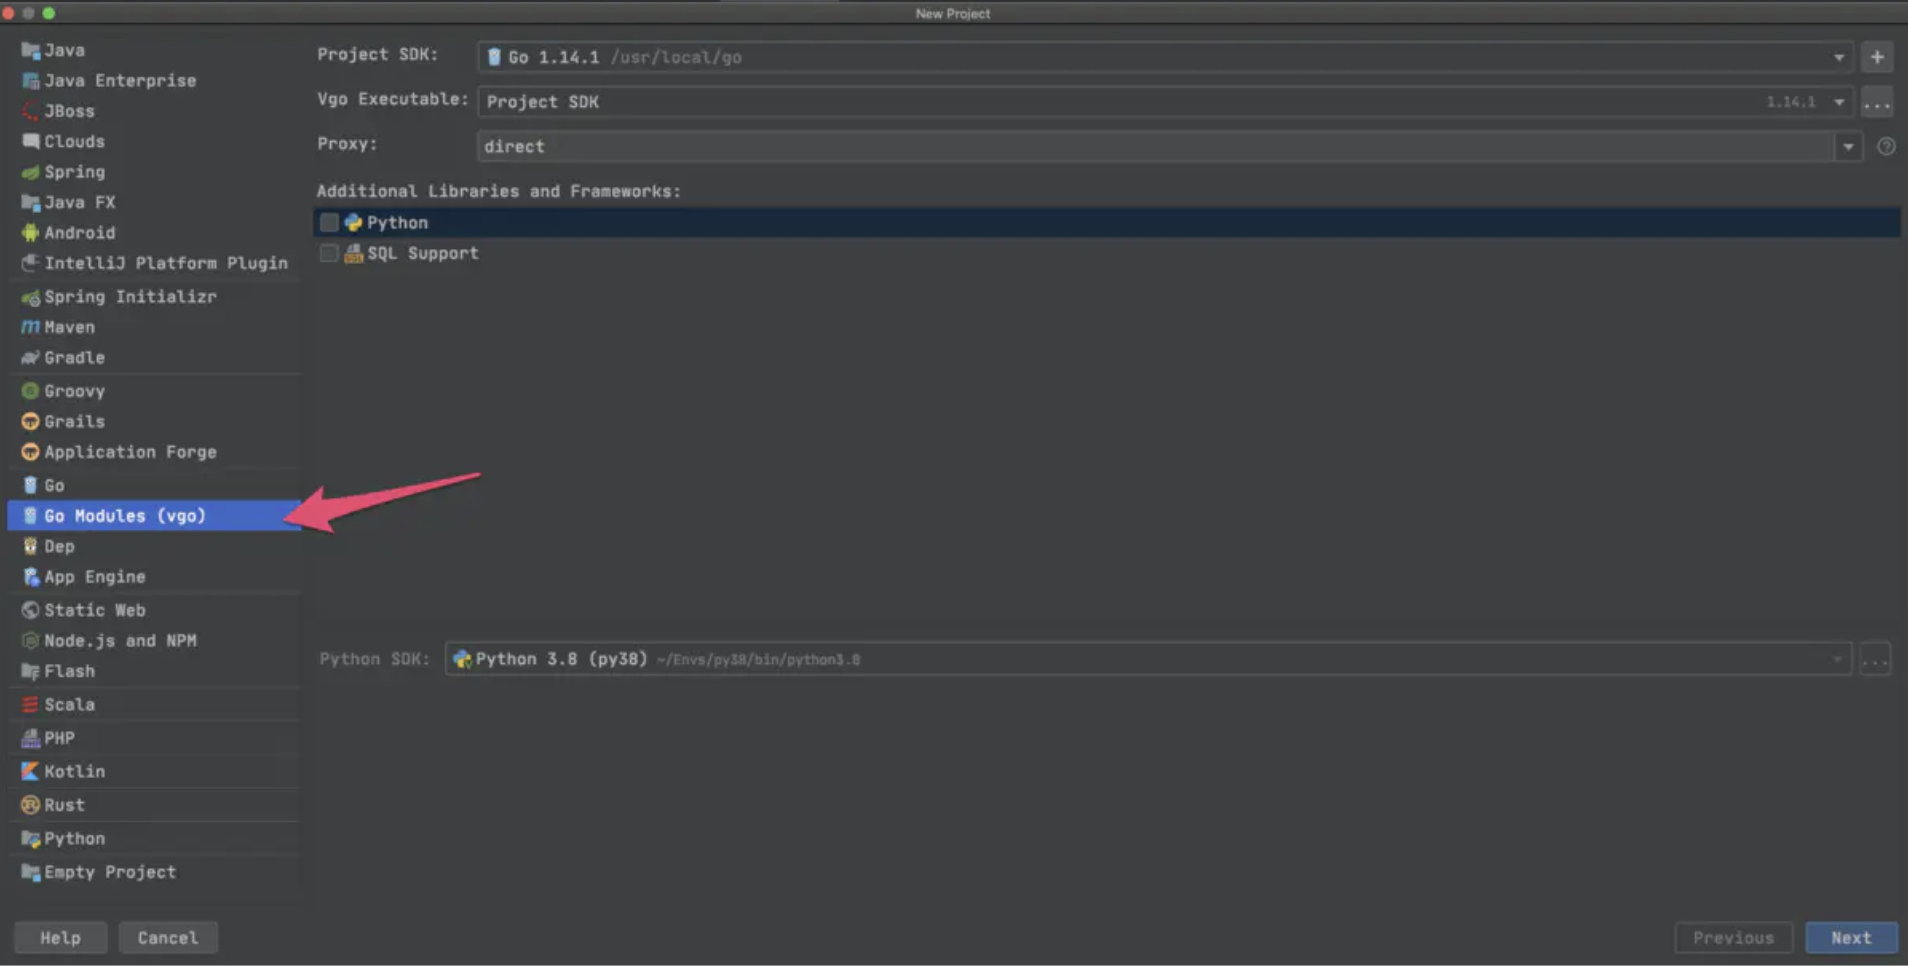 New Project
Java
Java Enterprise
JBoss
Clouds
Spring
Java FX
Android
IntelliJ Platform Plugin
Spring Initializr
Maven
Gradle
Groovy
Grails
Application Forge
Go
Go Modules (vgo)
Dep
App Engine
Static Web
Node.js and NPM
Flash
Scala
PHP
Kotlin
Rust
Python
Empty Project
Project SDK: Go 1.14.1 /usr/local/go
Vgo Executable: Project SDK 1.14.1 ...
Proxy: direct
Additional Libraries and Frameworks:
Python
SQL Support
Python SDK: Python 3.8 (py38) ~/Envs/py38/bin/python3.8 ...
Help Cancel Previous Next